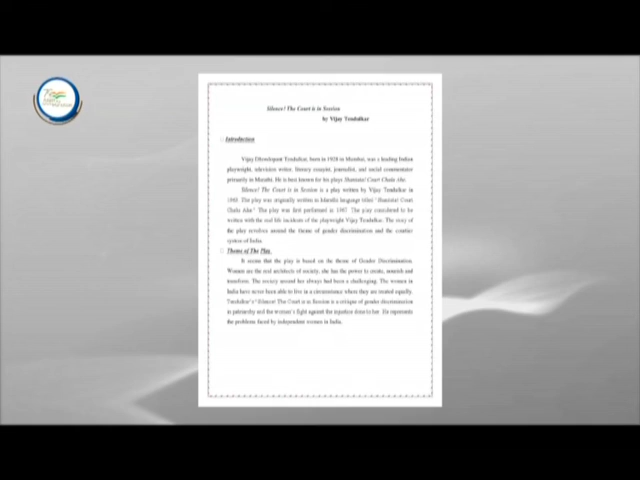 Silence! The Court is in Session
by Vijay Tendulkar
Introduction
Vijay Dhondopant Tendulkar, born in 1928 in Mumbai, was a leading Indian
playwright, television writer, literary essayist, journalist, and social commentator
primarily in Marathi. He is best known for his plays Shantata! Court Chalu Ahe.
Silence! The Court is in Session is a play written by Vijay Tendulkar in
The play was originally written in Marathi language titled "Shantata! Court
Chalu Ahe." The play was first performed in 1967. The play considered to be
written with the real life incidents of the playwright Vijay Tendulkar. The story of
the play revolves around the theme of gender discrimination and the
system of India.
Theme of The Play
It seems that the play is based on the theme of Gender Discrimination.
Women are the real architects of society, she has the power to create, nourish and
transform. The society around her always had been a challenging. The women in
India have never been able to live in a circumstance where they are treated equally.
Tendulkar's "Silence! The Court is in Session is a critique of gender discrimination
in patriarchy and the women's fight against the injustice done to her. He represents
the problems faced by independent women in India.